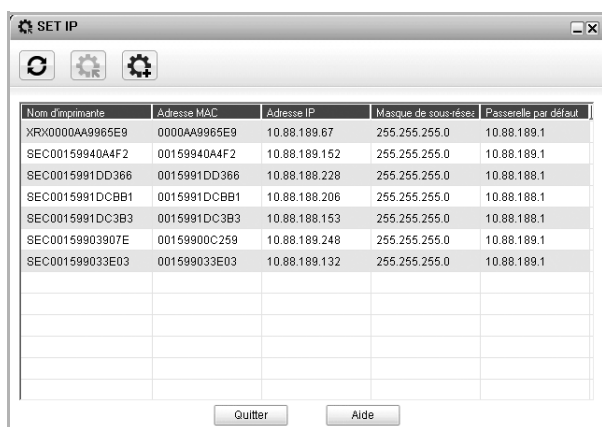 SET IP
Nom d'imprimante Adresse MAC Adresse IP Masque de sous-résea Passerelle par défaut
XRX0000AA9965E9 0000AA9965E9 10.88.189.67 255.255.255.0 10.88.189.1
SEC00159940A4F2 00159940A4F2 10.88.189.152 255.255.255.0 10.88.189.1
SEC0015991DD366 0015991DD366 10.88.188.228 255.255.255.0 10.88.188.1
SEC0015991DCBB1 0015991DCBB1 10.88.188.206 255.255.255.0 10.88.188.1
SEC0015991DC3B3 0015991DC3B3 10.88.188.153 255.255.255.0 10.88.188.1
SEC00159903907E 00159900C259 10.88.189.248 255.255.255.0 10.88.189.1
SEC001599033E03 001599033E03 10.88.189.132 255.255.255.0 10.88.189.1
Quitter Aide